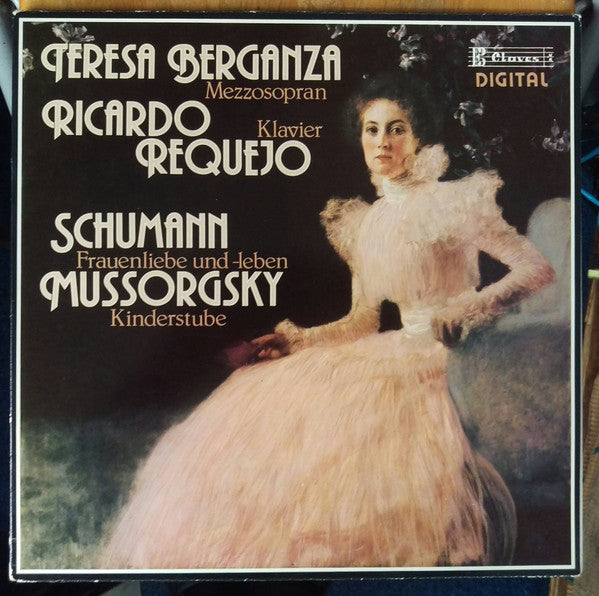 TERESA BERGANZA
Mezzosopran
RICARDO
Klavier
REQUEJO
SCHUMANN
Frauenliebe und -leben
MUSSORGSKY
Kinderstube
Claves
DIGITAL